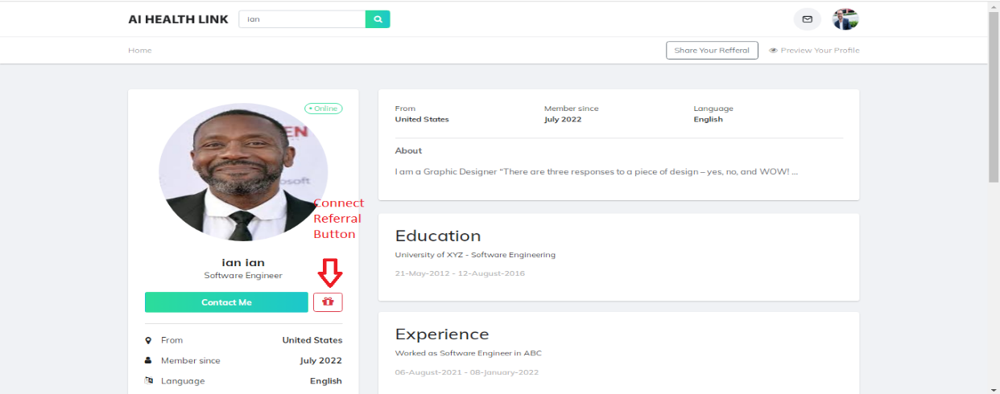 AI HEALTH LINK
ian
Home
Share Your Refferal
Preview Your Profile
• Online
EN
osoft
Connect
Referral
Button
ian ian
Software Engineer
Contact Me
From United States
Member since July 2022
Language English
From Member since Language
United States July 2022 English
About
I am a Graphic Designer “There are three responses to a piece of design – yes, no, and WOW! ...
Education
University of XYZ - Software Engineering
21-May-2012 - 12-August-2016
Experience
Worked as Software Engineer in ABC
06-August-2021 - 08-January-2022